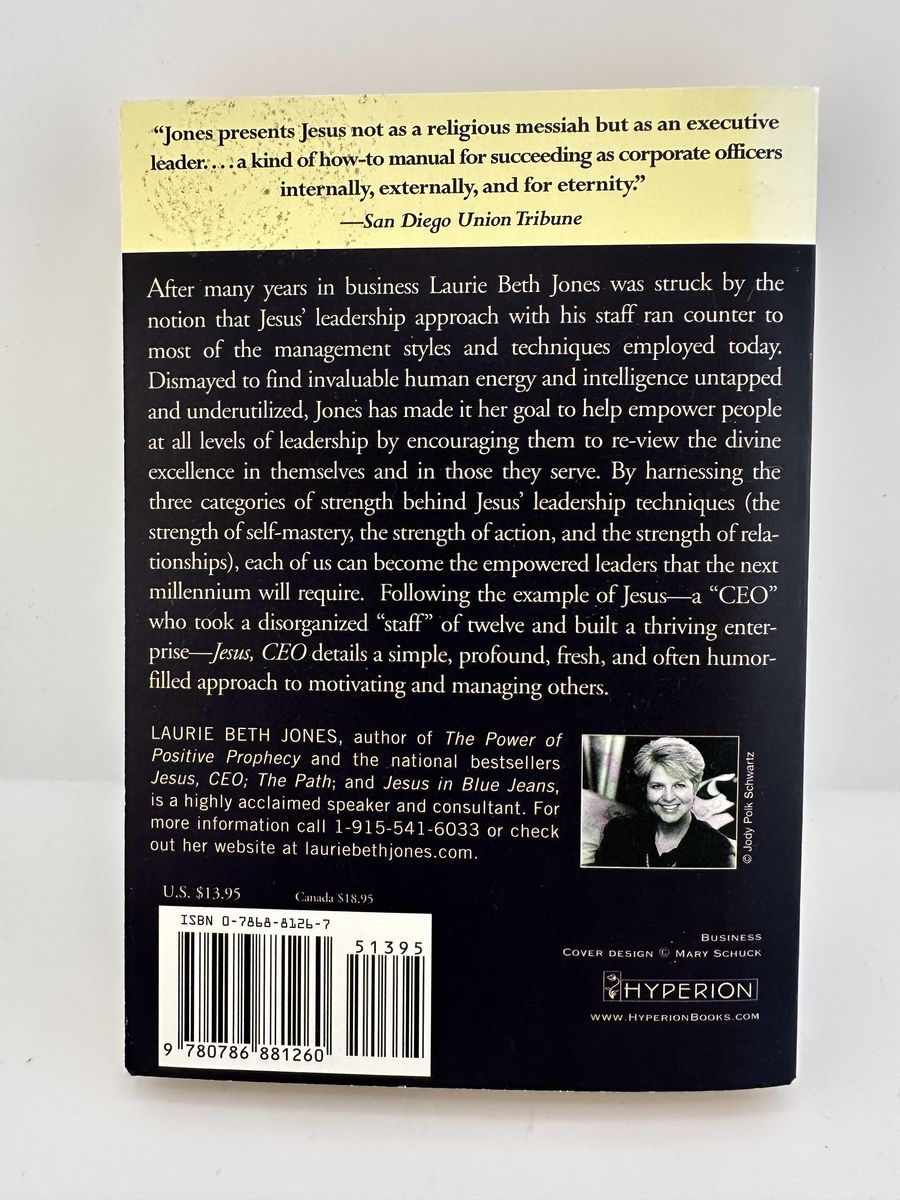 “Jones presents Jesus not as a religious messiah but as an executive
leader. . . . a kind of how-to manual for succeeding as corporate officers
internally, externally, and for eternity.”
—San Diego Union Tribune
After many years in business Laurie Beth Jones was struck by the
notion that Jesus’ leadership approach with his staff ran counter to
most of the management styles and techniques employed today.
Dismayed to find invaluable human energy and intelligence untapped
and underutilized, Jones has made it her goal to help empower people
at all levels of leadership by encouraging them to re-view the divine
excellence in themselves and in those they serve. By harnessing the
three categories of strength behind Jesus’ leadership techniques (the
strength of self-mastery, the strength of action, and the strength of rela-
tionships), each of us can become the empowered leaders that the next
millennium will require. Following the example of Jesus—a “CEO”
who took a disorganized “staff” of twelve and built a thriving enter-
prise—Jesus, CEO details a simple, profound, fresh, and often humor-
filled approach to motivating and managing others.
LAURIE BETH JONES, author of The Power of
Positive Prophecy and the national bestsellers
Jesus, CEO; The Path; and Jesus in Blue Jeans,
is a highly acclaimed speaker and consultant. For
more information call 1-915-541-6033 or check
out her website at lauriebethjones.com.
© Jody Polk Schwartz
U.S. $13.95 Canada $18.95
ISBN 0-7868-8126-7
51395
9 780786 881260
BUSINESS
COVER DESIGN © MARY SCHUCK
HYPERION
WWW.HYPERIONBOOKS.COM